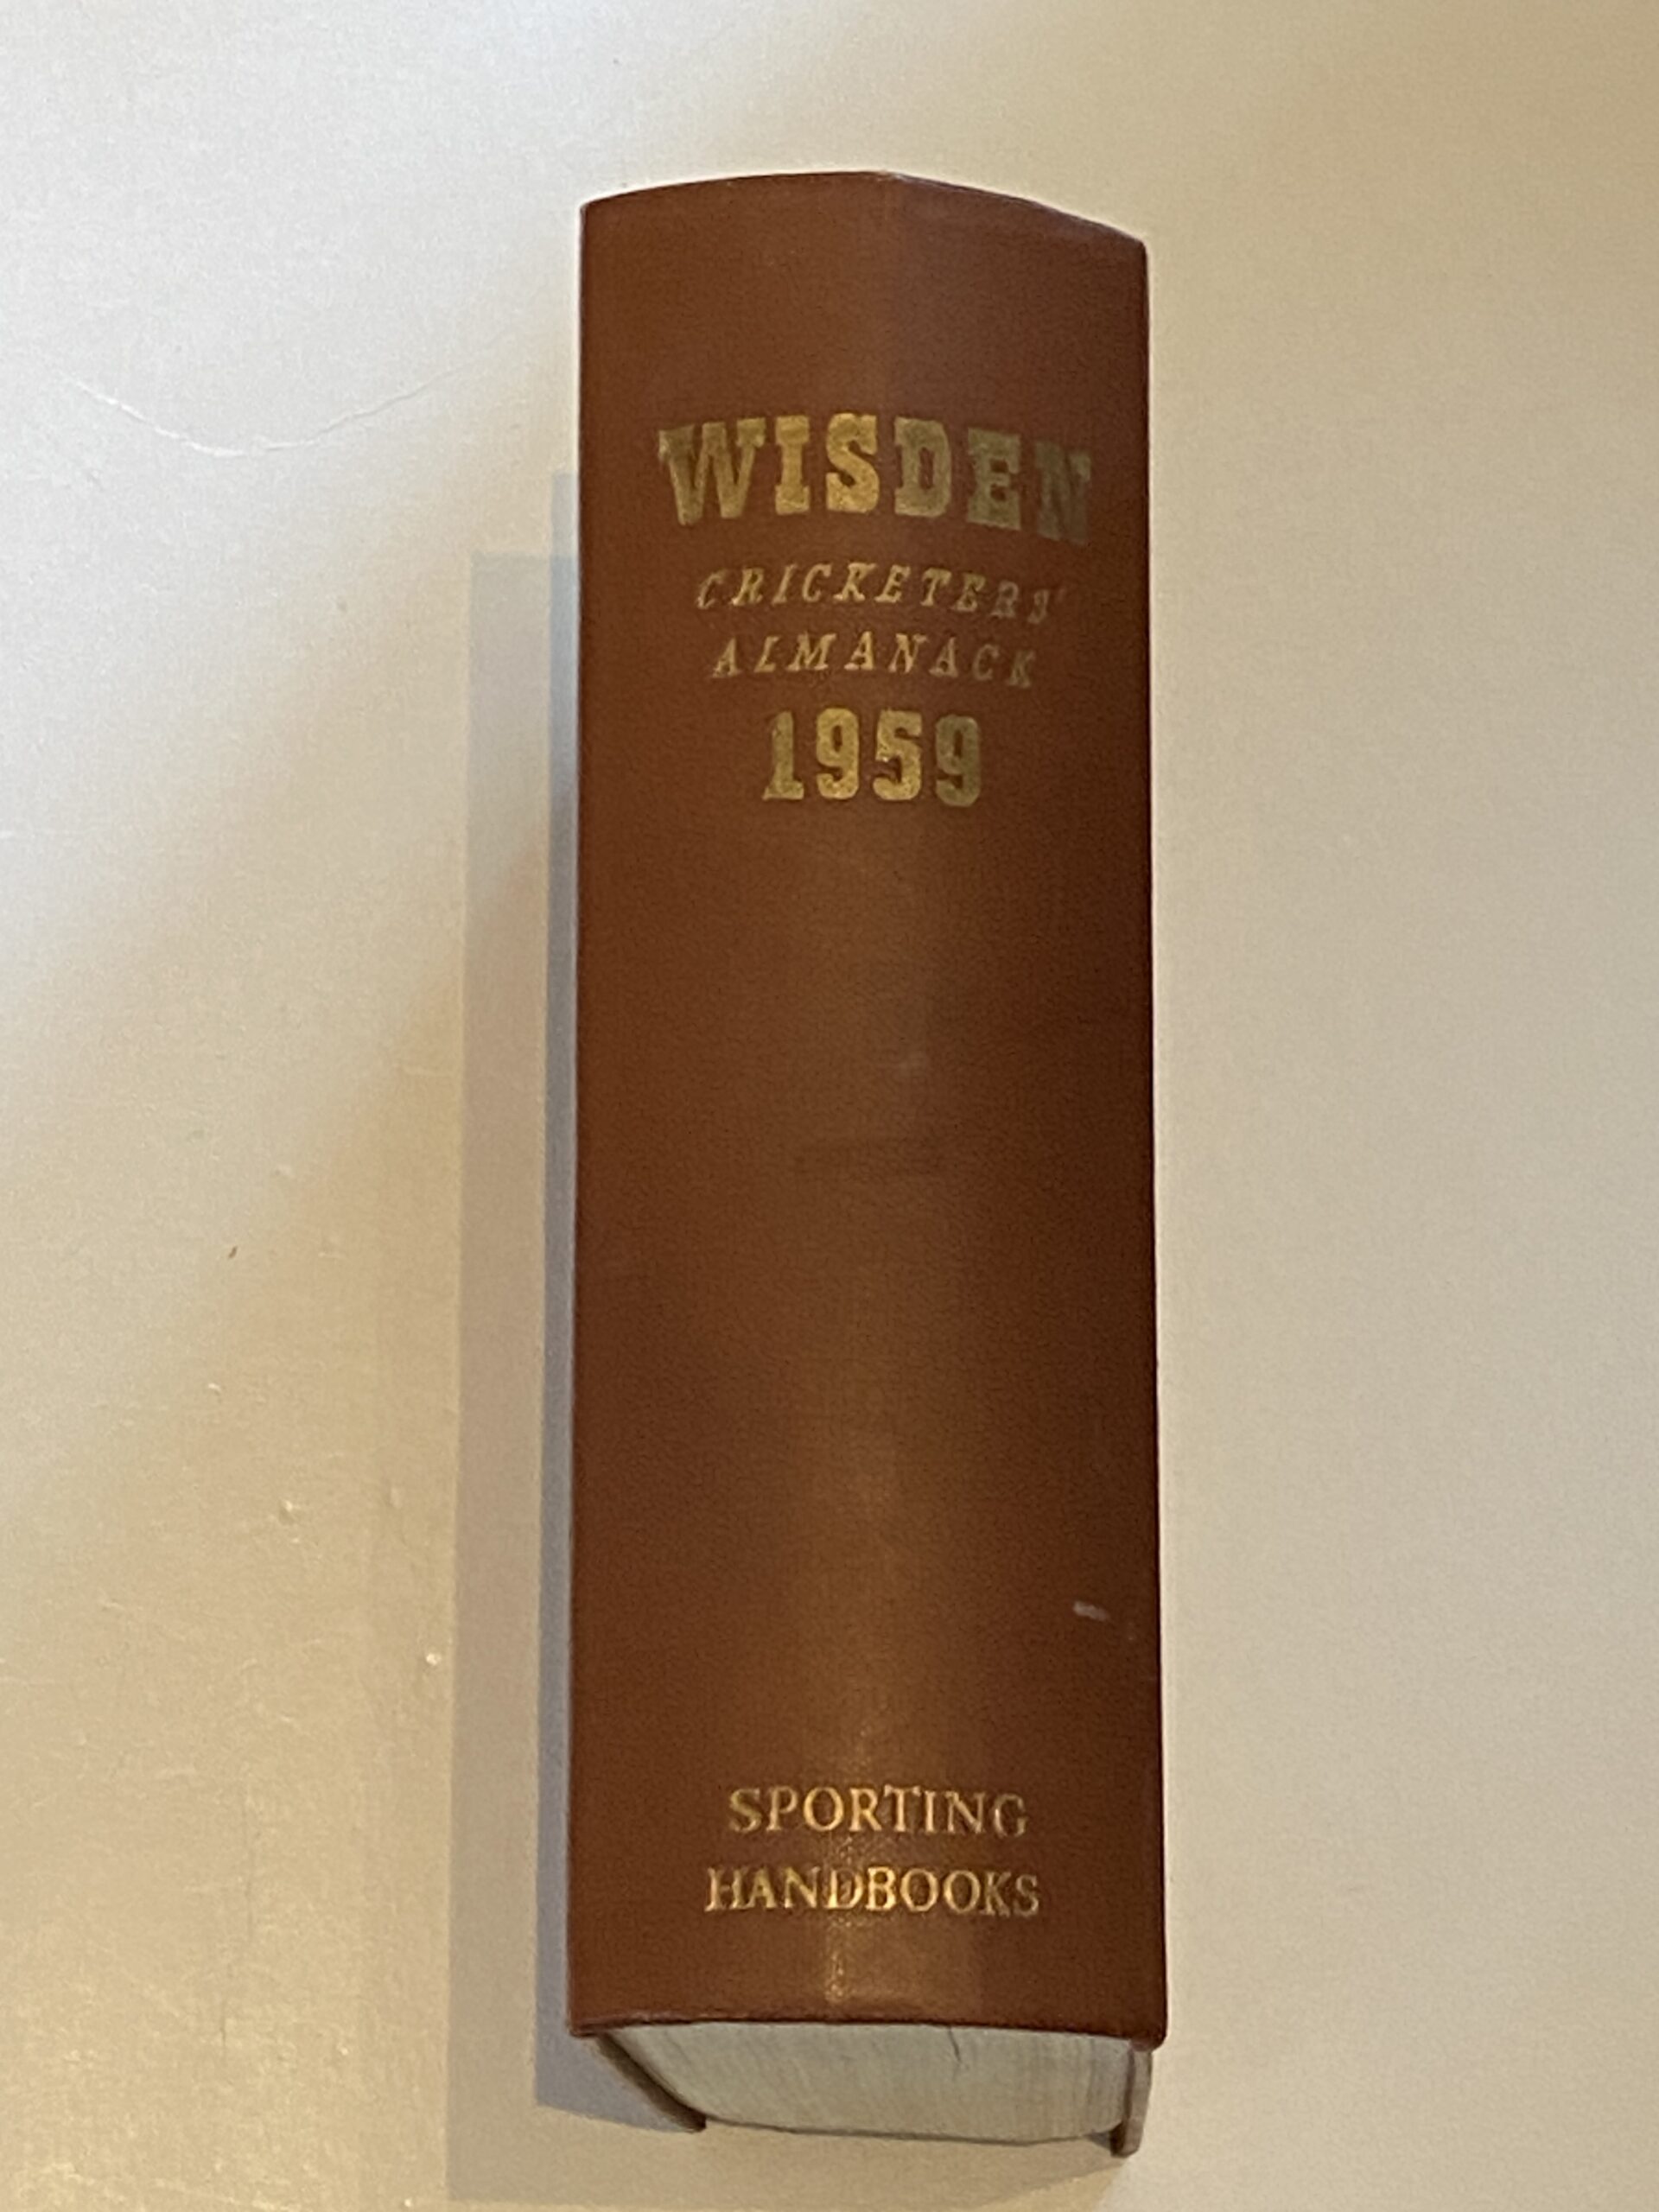 WISDEN
CRICKETERS'
ALMANACK
1959
SPORTING
HANDBOOKS